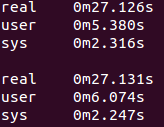 real 0m27.126s
user 0m5.380s
sys 0m2.316s

real 0m27.131s
user 0m6.074s
sys 0m2.247s